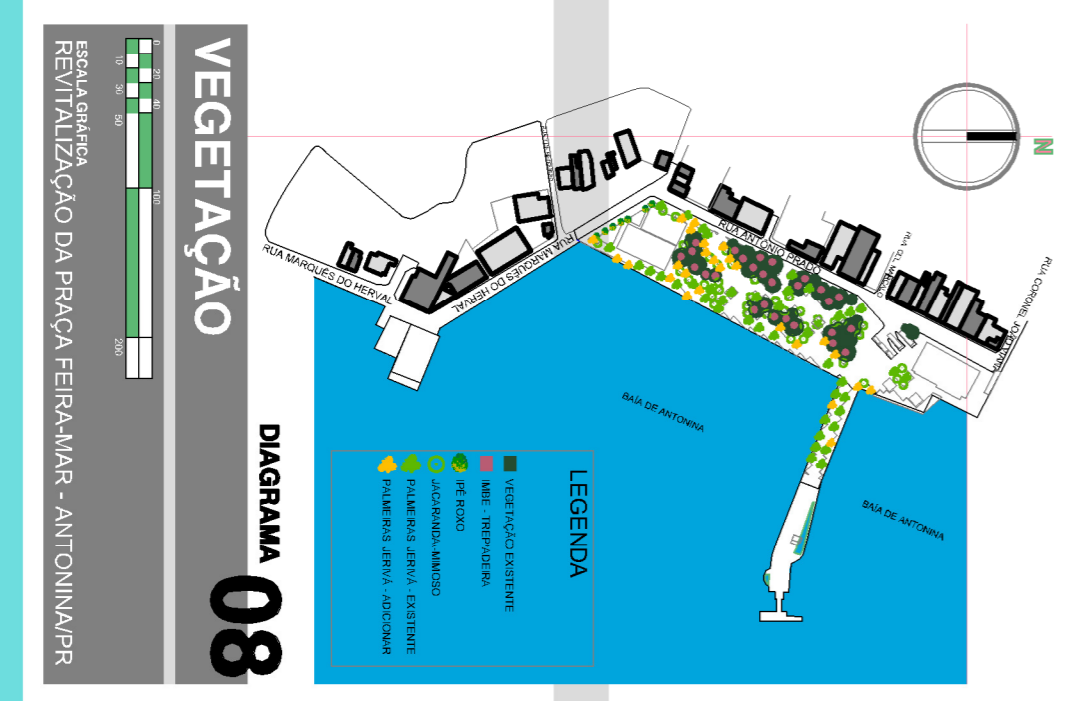 VEGETAÇÃO
REVITALIZAÇÃO DA PRAÇA FEIRA-MAR - ANTONINA/PR
ESCALA GRÁFICA
0
20
40
100
10
30
50
200
DIAGRAMA
08
N
RUA MARQUÊS DO HERVAL
RUA MARQUÊS DO HERVAL
RUA ANTÔNIO PRADO
RUA CORONEL JOÃO VIANA
BAÍA DE ANTONINA
BAÍA DE ANTONINA
LEGENDA
VEGETAÇÃO EXISTENTE
IMBE - TREPADEIRA
IPÊ ROXO
JACARANDA-MIMOSO
PALMEIRAS JERIVÁ - EXISTENTE
PALMEIRAS JERIVÁ - ADICIONAR